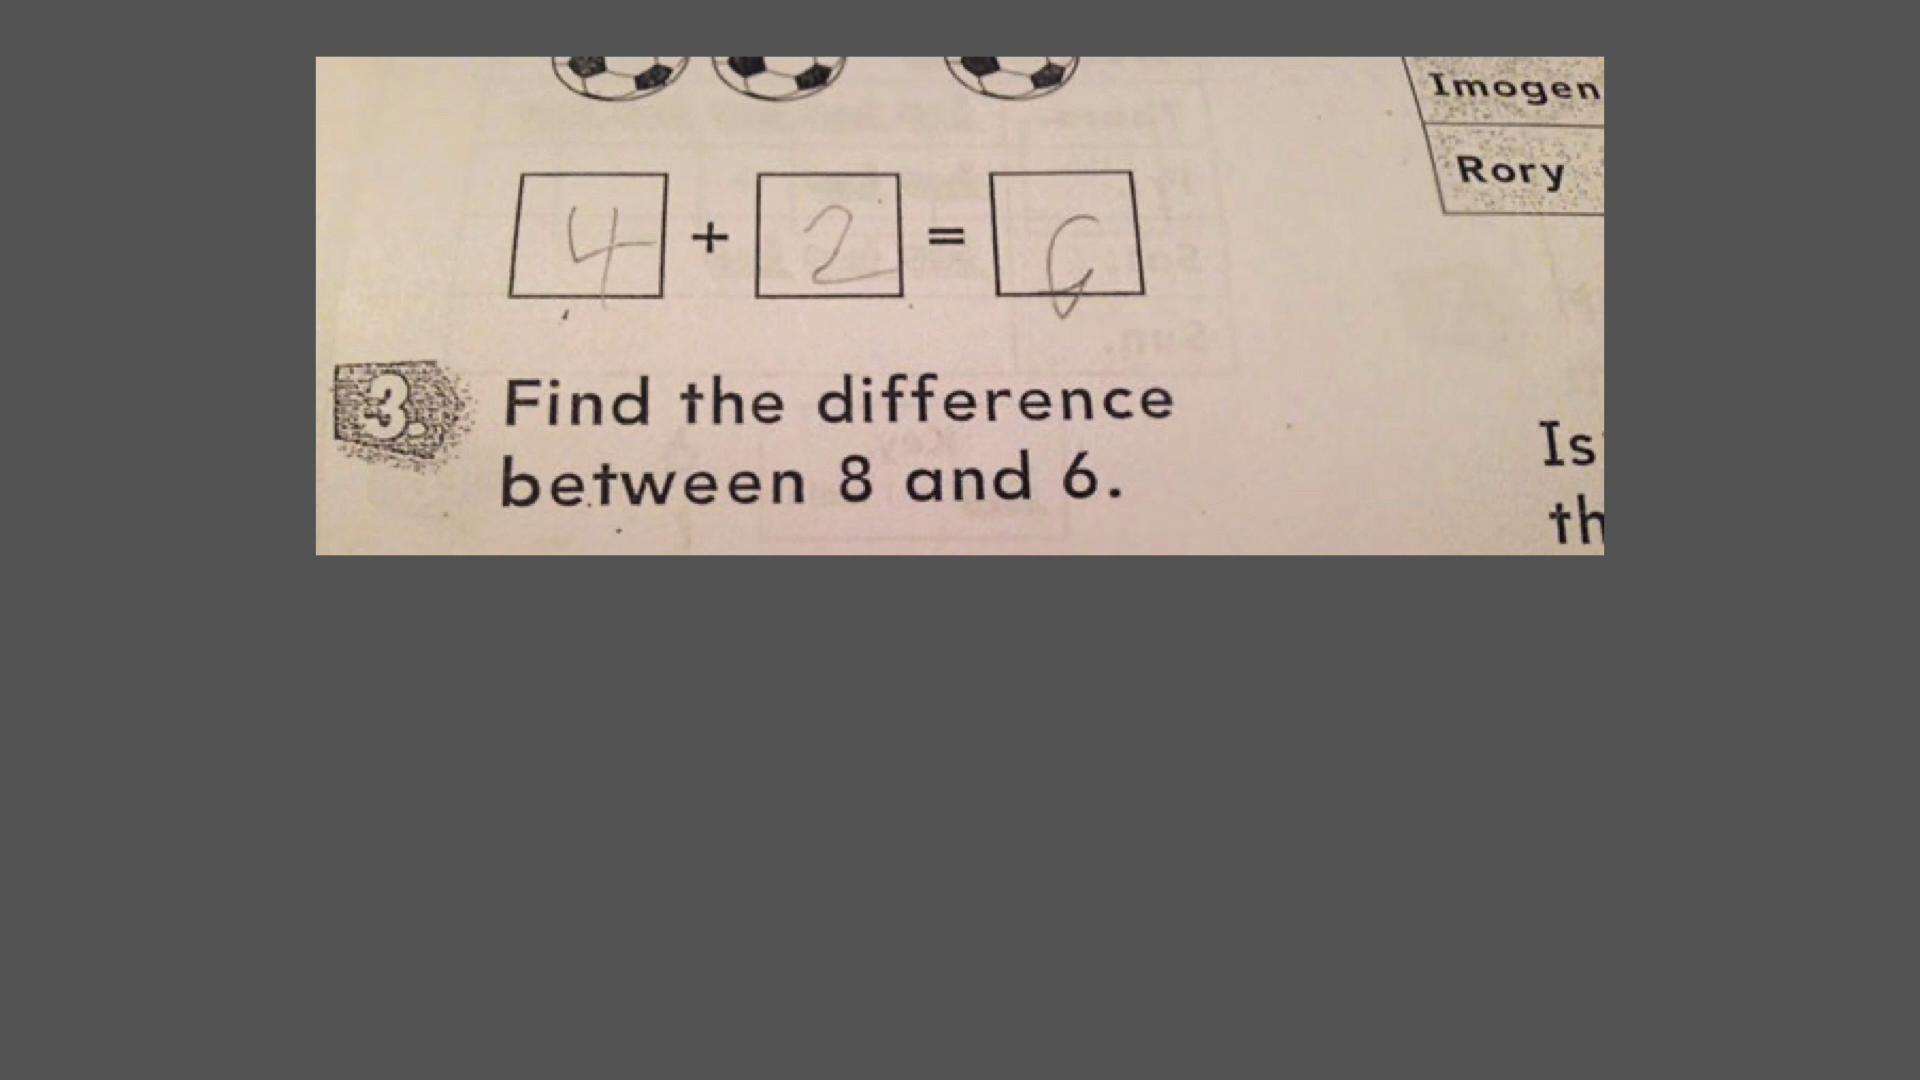 4 + 2 = 6
3. Find the difference
between 8 and 6.
Imogen
Rory
Is
th